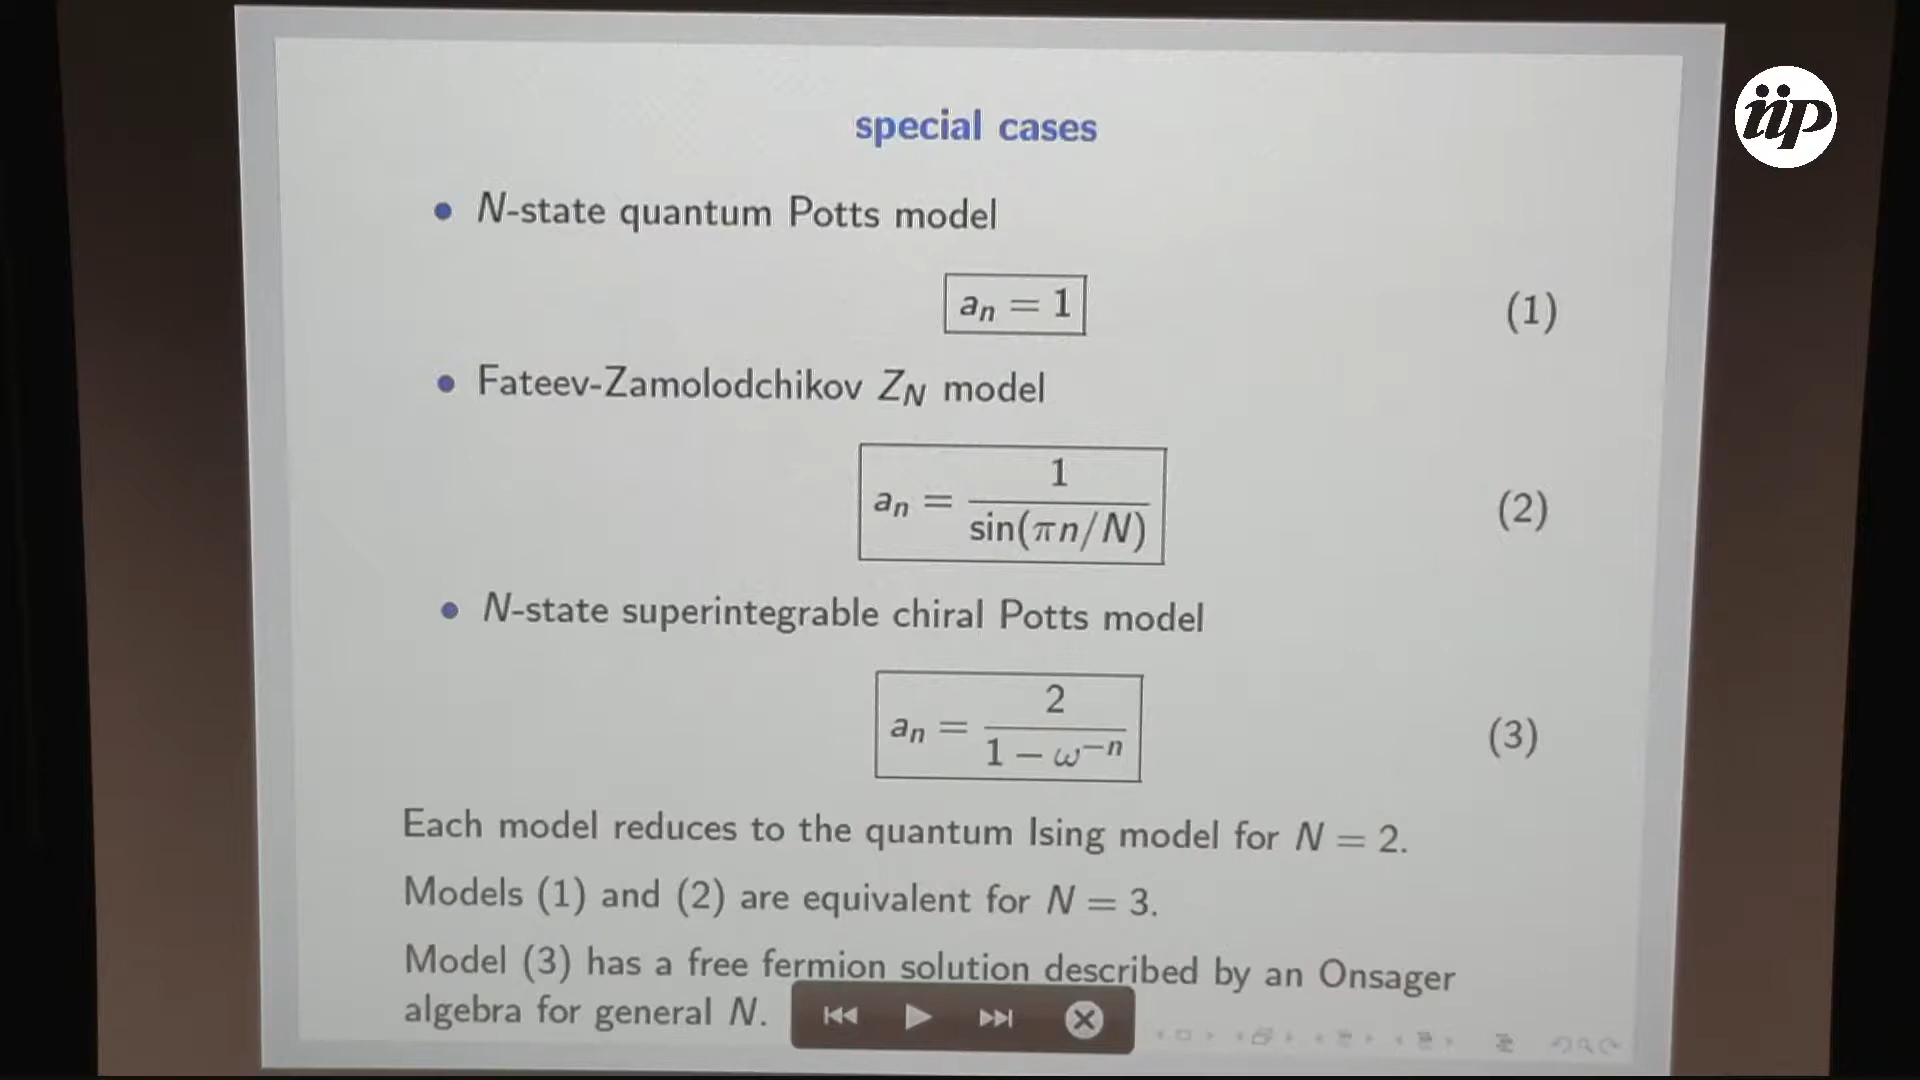 iip
special cases
• N-state quantum Potts model
a_n = 1 (1)
• Fateev-Zamolodchikov Z_N model
a_n = 1 / sin(πn/N) (2)
• N-state superintegrable chiral Potts model
a_n = 2 / (1 − ω^{−n}) (3)
Each model reduces to the quantum Ising model for N = 2.
Models (1) and (2) are equivalent for N = 3.
Model (3) has a free fermion solution described by an Onsager
algebra for general N.